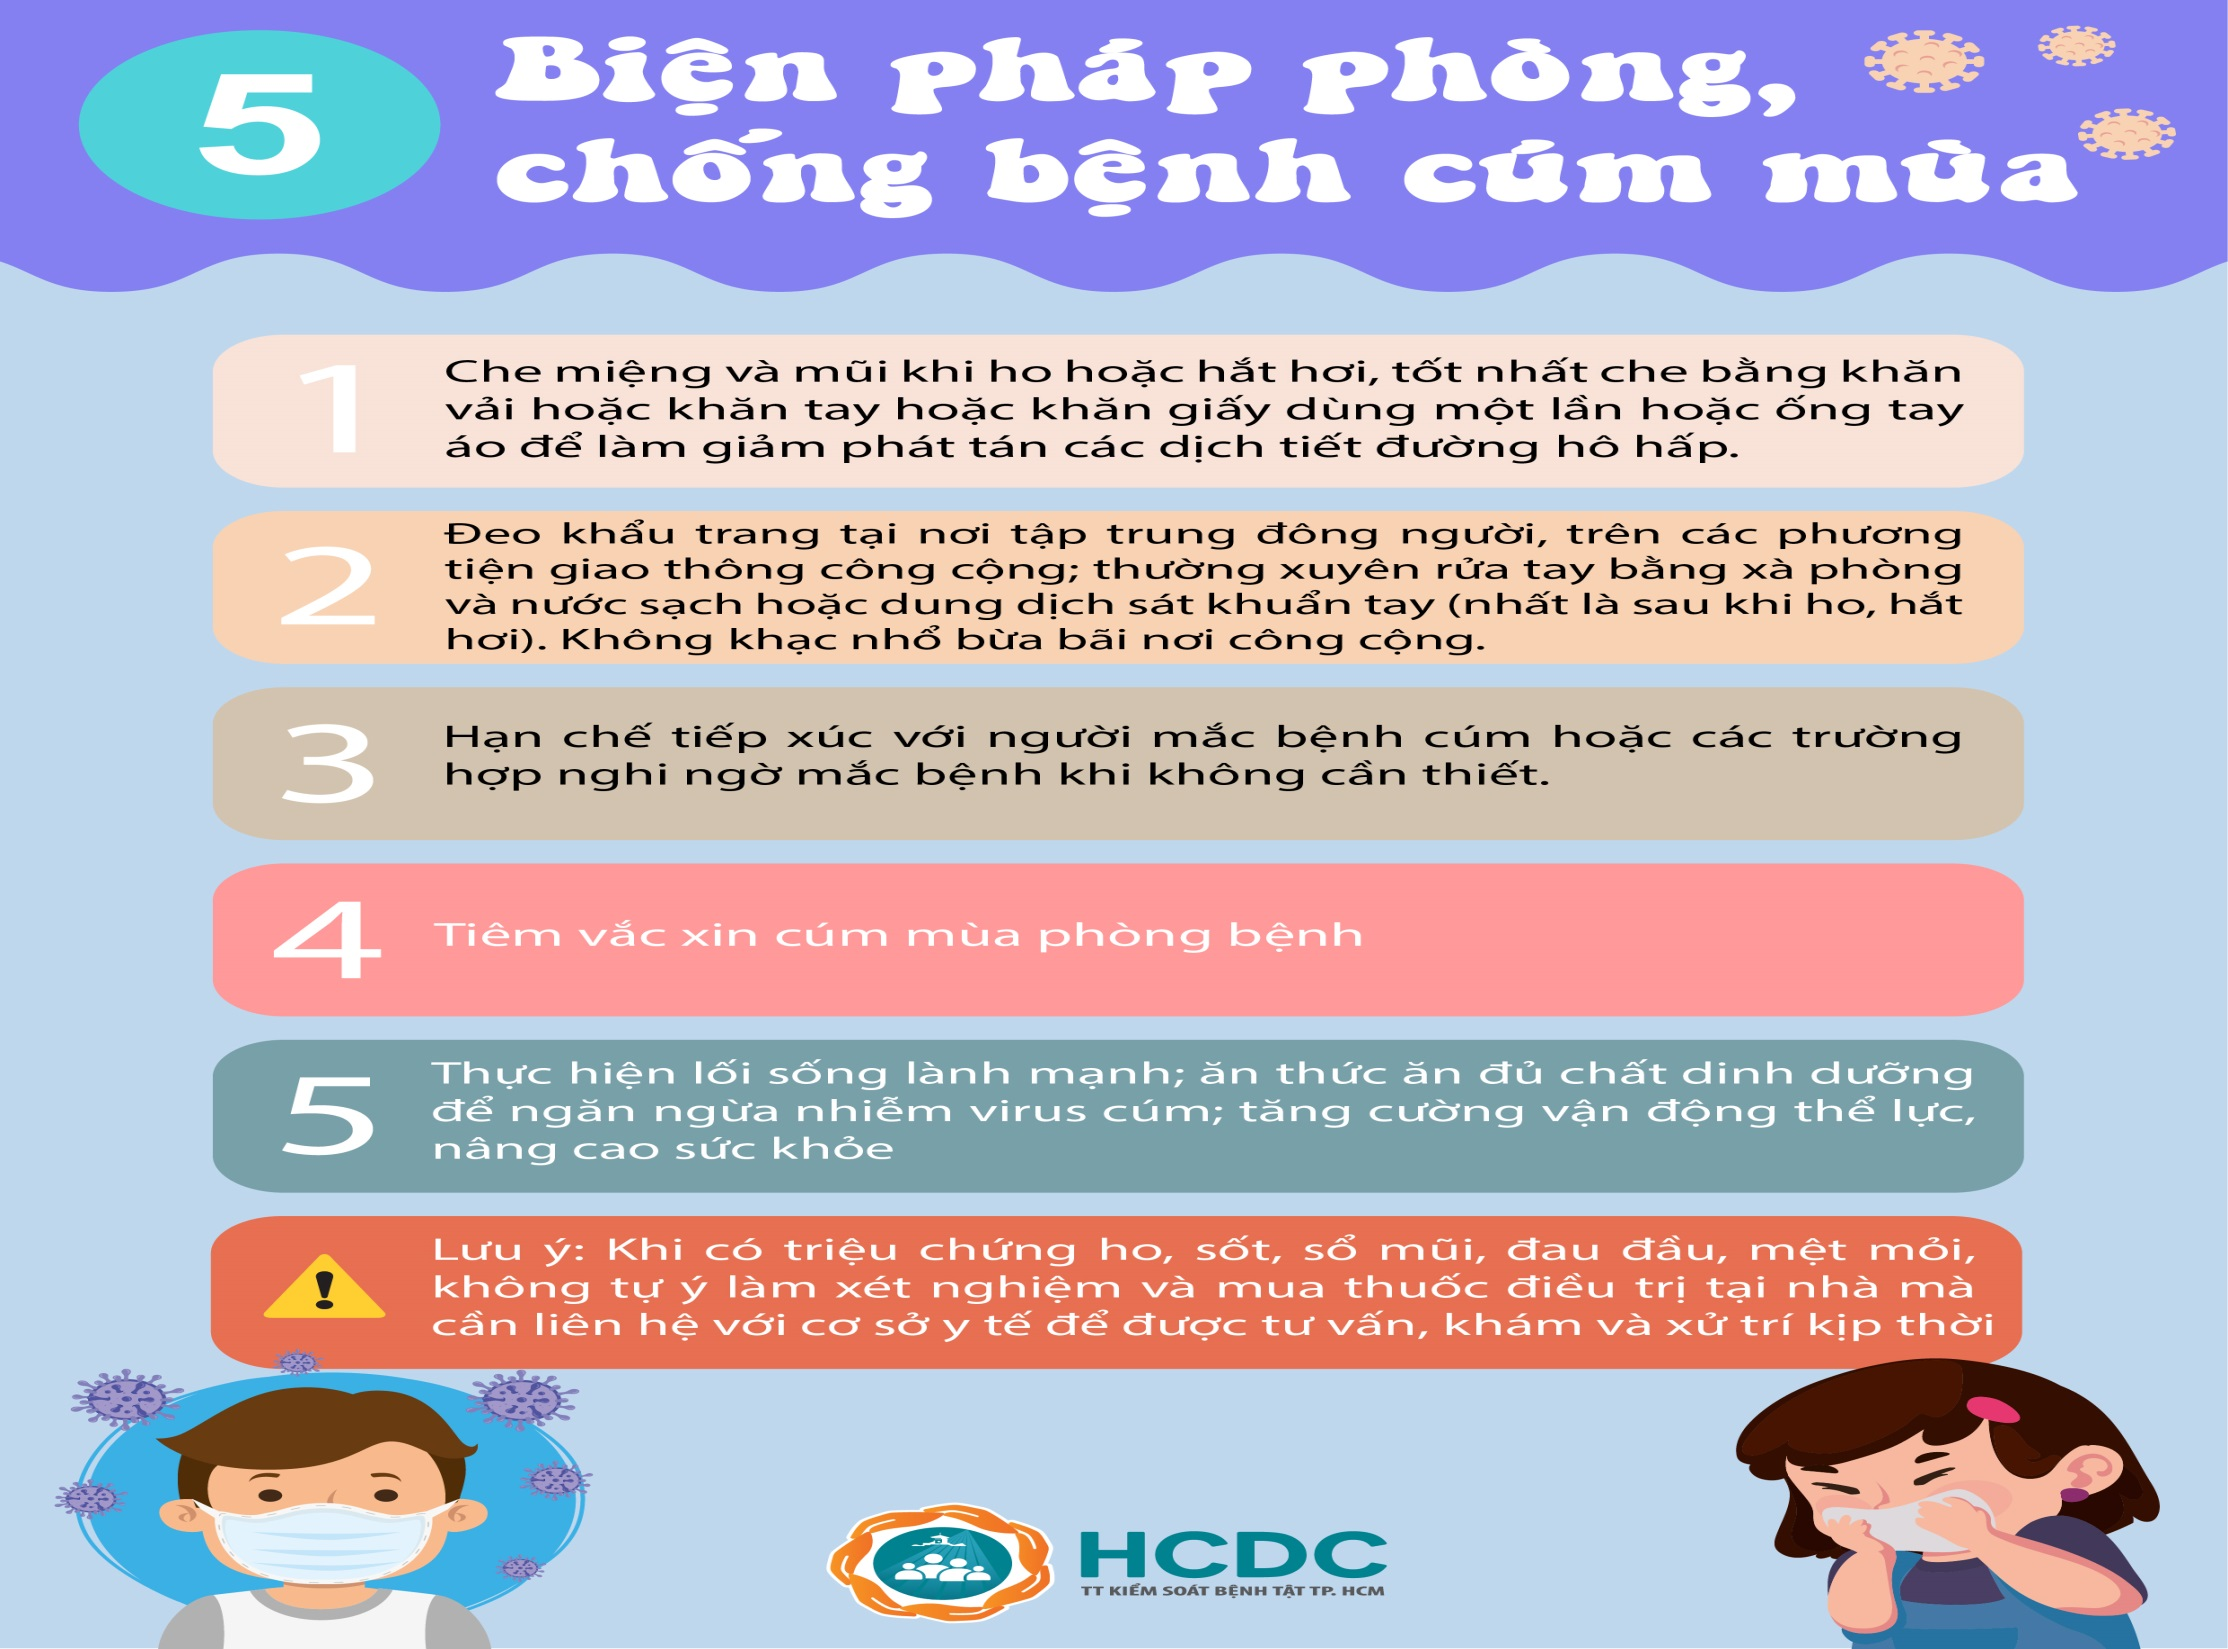 5
Biện pháp phòng,
chống bệnh cúm mùa
1
Che miệng và mũi khi ho hoặc hắt hơi, tốt nhất che bằng khăn
vải hoặc khăn tay hoặc khăn giấy dùng một lần hoặc ống tay
áo để làm giảm phát tán các dịch tiết đường hô hấp.
2
Đeo khẩu trang tại nơi tập trung đông người, trên các phương
tiện giao thông công cộng; thường xuyên rửa tay bằng xà phòng
và nước sạch hoặc dung dịch sát khuẩn tay (nhất là sau khi ho, hắt
hơi). Không khạc nhổ bừa bãi nơi công cộng.
3
Hạn chế tiếp xúc với người mắc bệnh cúm hoặc các trường
hợp nghi ngờ mắc bệnh khi không cần thiết.
4
Tiêm vắc xin cúm mùa phòng bệnh
5
Thực hiện lối sống lành mạnh; ăn thức ăn đủ chất dinh dưỡng
để ngăn ngừa nhiễm virus cúm; tăng cường vận động thể lực,
nâng cao sức khỏe
Lưu ý: Khi có triệu chứng ho, sốt, sổ mũi, đau đầu, mệt mỏi,
không tự ý làm xét nghiệm và mua thuốc điều trị tại nhà mà
cần liên hệ với cơ sở y tế để được tư vấn, khám và xử trí kịp thời
HCDC
TT KIỂM SOÁT BỆNH TẬT TP. HCM